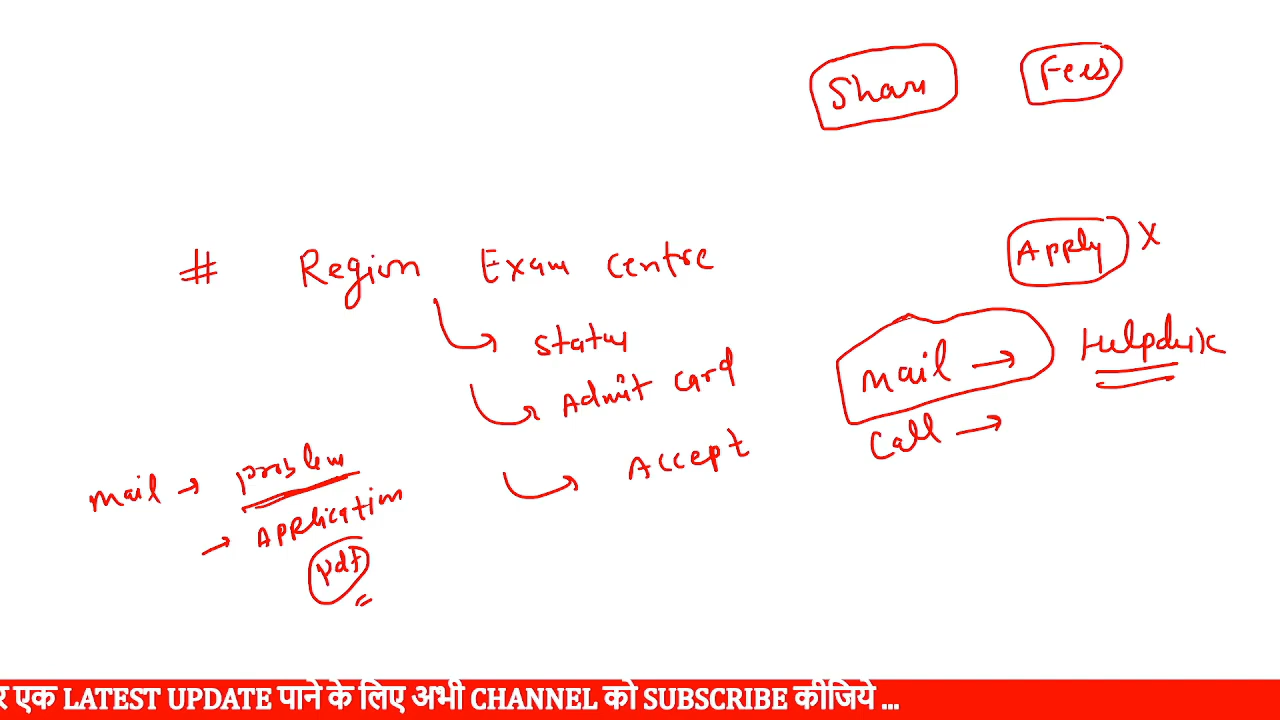 Share Fees
Apply X
# Region Exam Centre
Status
Admit Card
Accept
mail → Helpdesk
Call →
mail → problem
→ Application
pdf
र एक LATEST UPDATE पाने के लिए अभी CHANNEL को SUBSCRIBE कीजिये ...